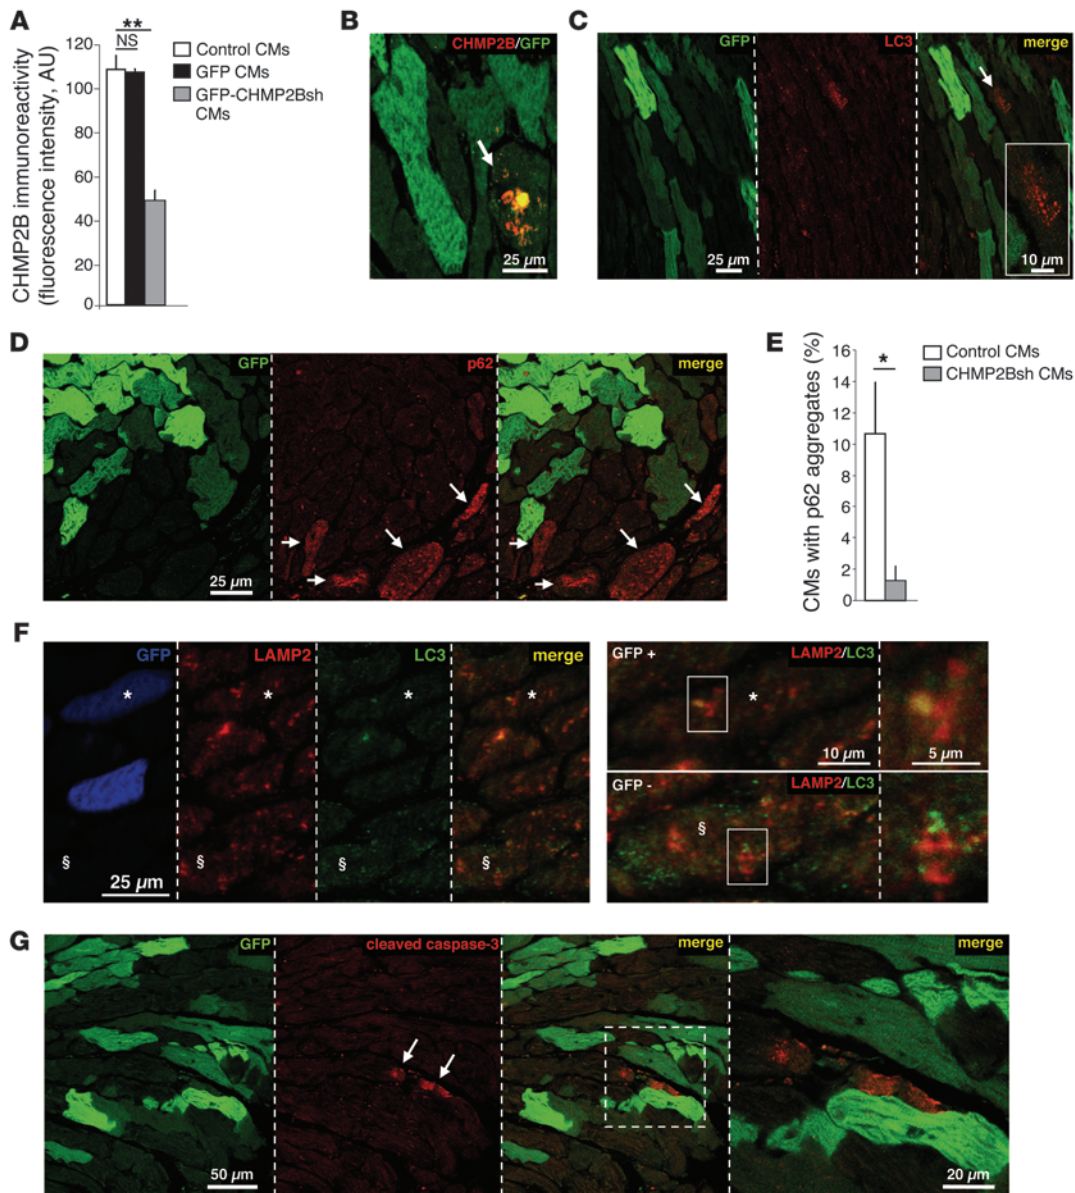 A
CHMP2B immunoreactivity
(fluorescence intensity, AU)
**
NS
120
100
80
60
40
20
0
Control CMs
GFP CMs
GFP-CHMP2Bsh
CMs
B
CHMP2B/GFP
25 µm
C
GFP
LC3
merge
25 µm
10 µm
D
GFP
p62
merge
25 µm
E
CMs with p62 aggregates (%)
*
16
14
12
10
8
6
4
2
0
Control CMs
CHMP2Bsh CMs
F
GFP
LAMP2
LC3
merge
* * * *
§ § § §
25 µm
GFP +
LAMP2/LC3
*
10 µm
5 µm
GFP -
LAMP2/LC3
§
G
GFP
cleaved caspase-3
merge
merge
50 µm
20 µm